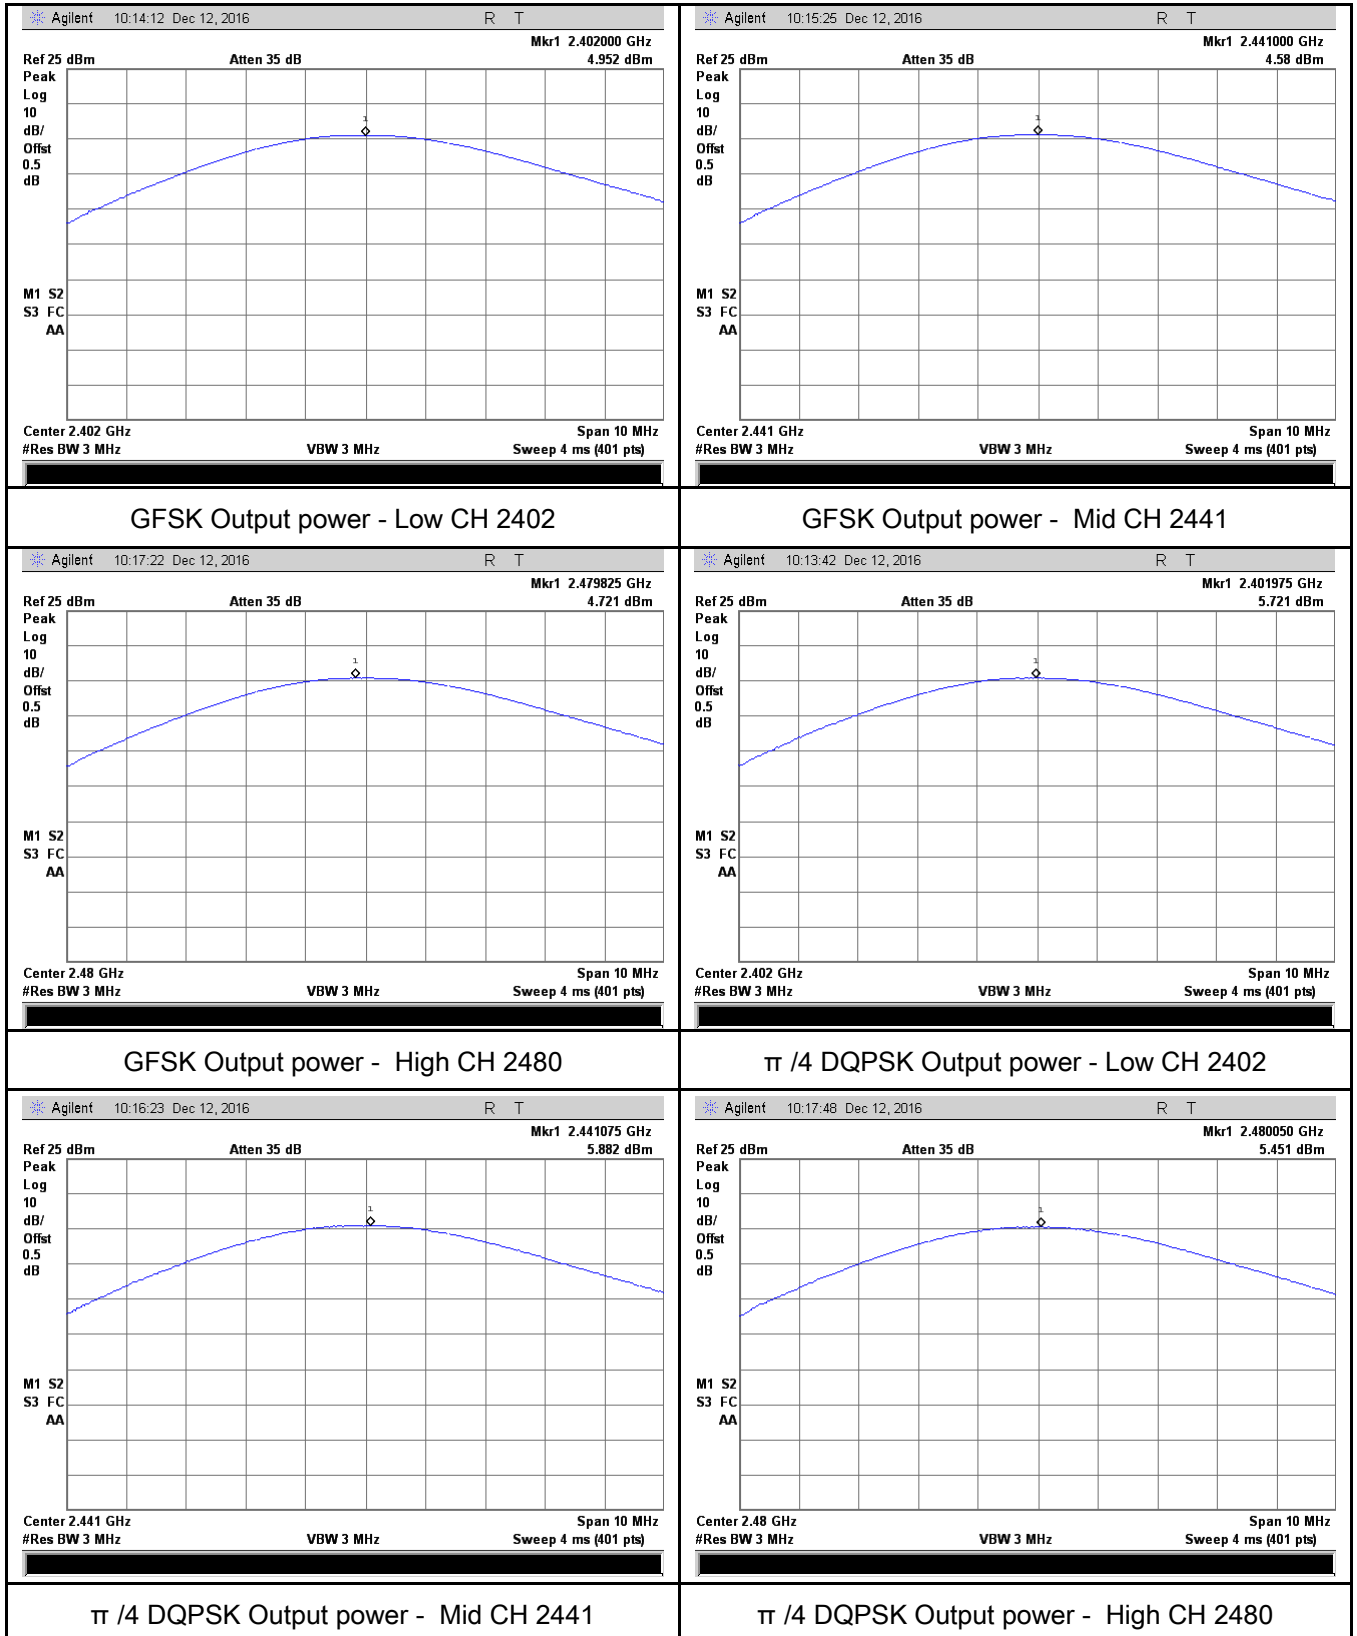 Agilent 10:14:12 Dec 12, 2016 R T
Mkr1 2.402000 GHz
Ref 25 dBm Atten 35 dB 4.952 dBm
Peak
Log
10
dB/
Offst
0.5
dB
1
M1 S2
S3 FC
AA
Center 2.402 GHz Span 10 MHz
#Res BW 3 MHz VBW 3 MHz Sweep 4 ms (401 pts)
GFSK Output power - Low CH 2402
Agilent 10:15:25 Dec 12, 2016 R T
Mkr1 2.441000 GHz
Ref 25 dBm Atten 35 dB 4.58 dBm
Peak
Log
10
dB/
Offst
0.5
dB
1
M1 S2
S3 FC
AA
Center 2.441 GHz Span 10 MHz
#Res BW 3 MHz VBW 3 MHz Sweep 4 ms (401 pts)
GFSK Output power - Mid CH 2441
Agilent 10:17:22 Dec 12, 2016 R T
Mkr1 2.479825 GHz
Ref 25 dBm Atten 35 dB 4.721 dBm
Peak
Log
10
dB/
Offst
0.5
dB
1
M1 S2
S3 FC
AA
Center 2.48 GHz Span 10 MHz
#Res BW 3 MHz VBW 3 MHz Sweep 4 ms (401 pts)
GFSK Output power - High CH 2480
Agilent 10:13:42 Dec 12, 2016 R T
Mkr1 2.401975 GHz
Ref 25 dBm Atten 35 dB 5.721 dBm
Peak
Log
10
dB/
Offst
0.5
dB
1
M1 S2
S3 FC
AA
Center 2.402 GHz Span 10 MHz
#Res BW 3 MHz VBW 3 MHz Sweep 4 ms (401 pts)
π /4 DQPSK Output power - Low CH 2402
Agilent 10:16:23 Dec 12, 2016 R T
Mkr1 2.441075 GHz
Ref 25 dBm Atten 35 dB 5.882 dBm
Peak
Log
10
dB/
Offst
0.5
dB
1
M1 S2
S3 FC
AA
Center 2.441 GHz Span 10 MHz
#Res BW 3 MHz VBW 3 MHz Sweep 4 ms (401 pts)
π /4 DQPSK Output power - Mid CH 2441
Agilent 10:17:48 Dec 12, 2016 R T
Mkr1 2.480050 GHz
Ref 25 dBm Atten 35 dB 5.451 dBm
Peak
Log
10
dB/
Offst
0.5
dB
1
M1 S2
S3 FC
AA
Center 2.48 GHz Span 10 MHz
#Res BW 3 MHz VBW 3 MHz Sweep 4 ms (401 pts)
π /4 DQPSK Output power - High CH 2480